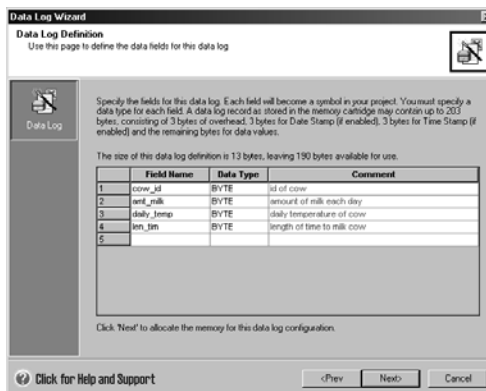 Data Log Wizard
Data Log Definition
Use this page to define the data fields for this data log
Data Log
Specify the fields for this data log. Each field will become a symbol in your project. You must specify a
data type for each field. A data log record as stored in the memory cartridge may contain up to 203
bytes, consisting of 3 bytes of overhead, 3 bytes for Date Stamp (if enabled), 3 bytes for Time Stamp (if
enabled) and the remaining bytes for data values.
The size of this data log definition is 13 bytes, leaving 190 bytes available for use.
Field Name Data Type Comment
1 cow_id BYTE id of cow
2 amt_milk BYTE amount of milk each day
3 daily_temp BYTE daily temperature of cow
4 len_tim BYTE length of time to milk cow
5
Click 'Next' to allocate the memory for this data log configuration.
Click for Help and Support <Prev Next> Cancel